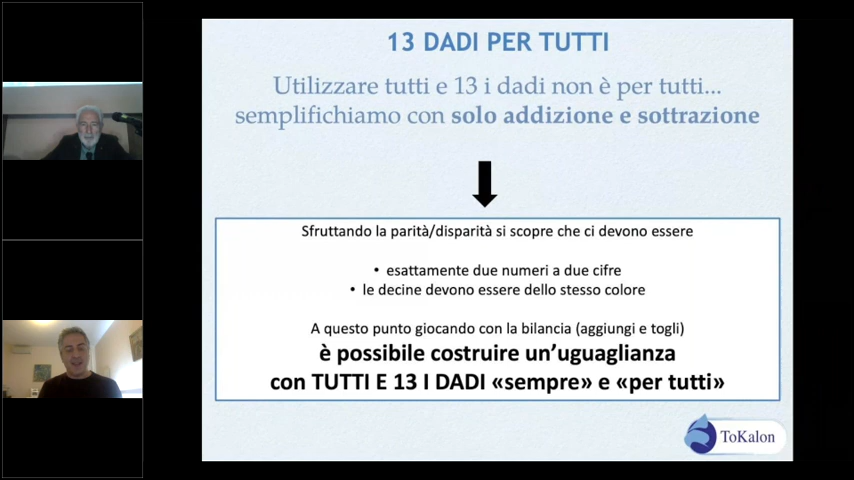 13 DADI PER TUTTI
Utilizzare tutti e 13 i dadi non è per tutti...
semplifichiamo con solo addizione e sottrazione
Sfruttando la parità/disparità si scopre che ci devono essere
• esattamente due numeri a due cifre
• le decine devono essere dello stesso colore
A questo punto giocando con la bilancia (aggiungi e togli)
è possibile costruire un'uguaglianza
con TUTTI E 13 I DADI «sempre» e «per tutti»
ToKalon